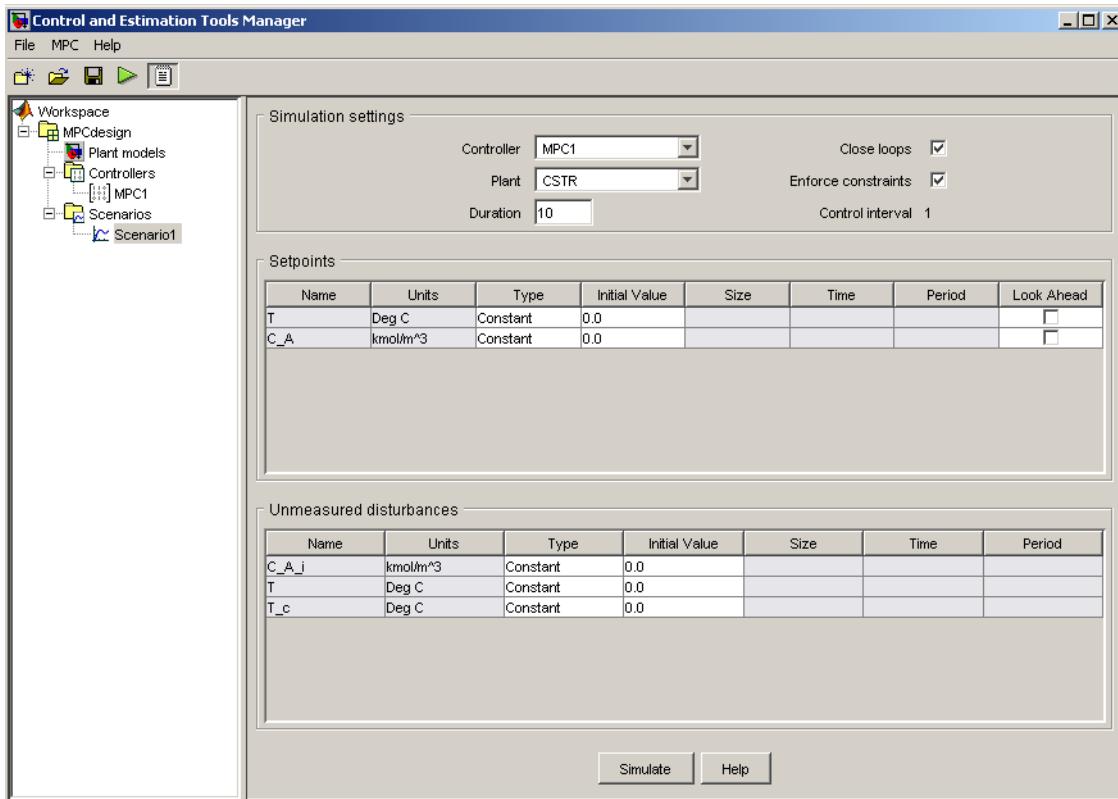 Control and Estimation Tools Manager
File MPC Help
Workspace
MPCdesign
Plant models
Controllers
MPC1
Scenarios
Scenario1
Simulation settings
Controller MPC1 Close loops
Plant CSTR Enforce constraints
Duration 10 Control interval 1
Setpoints
Name Units Type Initial Value Size Time Period Look Ahead
T Deg C Constant 0.0
C_A kmol/m^3 Constant 0.0
Unmeasured disturbances
Name Units Type Initial Value Size Time Period
C_A_i kmol/m^3 Constant 0.0
T Deg C Constant 0.0
T_c Deg C Constant 0.0
Simulate Help